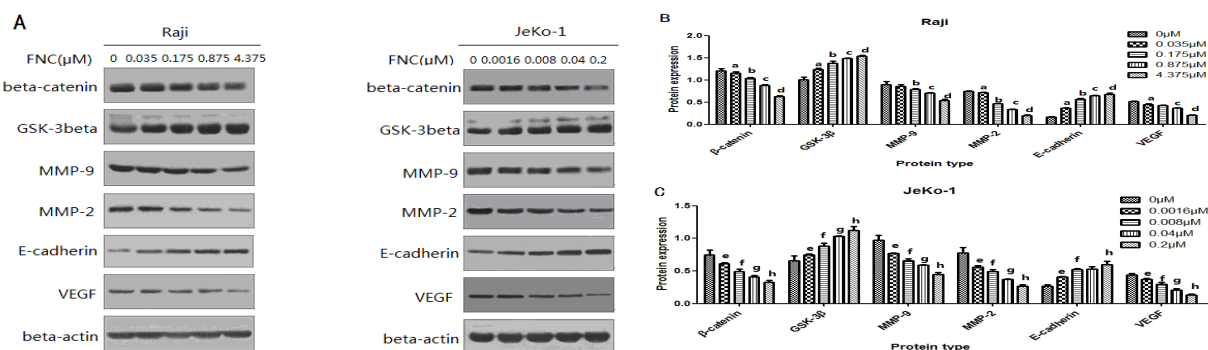 A
Raji
FNC(μM) 0 0.035 0.175 0.875 4.375
beta-catenin
GSK-3beta
MMP-9
MMP-2
E-cadherin
VEGF
beta-actin
JeKo-1
FNC(μM) 0 0.0016 0.008 0.04 0.2
beta-catenin
GSK-3beta
MMP-9
MMP-2
E-cadherin
VEGF
beta-actin
B
Raji
Protein expression
2.0
1.5
1.0
0.5
0.0
a b c d
a b c d
b c d
a b c d
a b c d
a c d
0μM
0.035μM
0.175μM
0.875μM
4.375μM
β-catenin GSK-3β MMP-9 MMP-2 E-cadherin VEGF
Protein type
C
JeKo-1
Protein expression
1.5
1.0
0.5
0.0
e f g h
e f g h
e f g h
e f g h
e f g h
e f g h
0μM
0.0016μM
0.008μM
0.04μM
0.2μM
β-catenin GSK-3β MMP-9 MMP-2 E-cadherin VEGF
Protein type